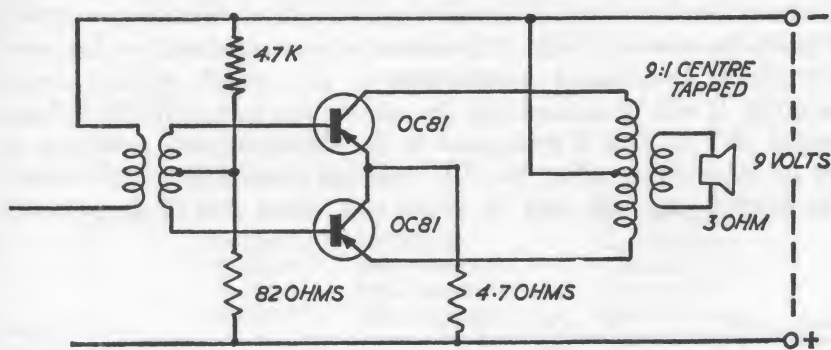 4.7K
9:1 CENTRE
TAPPED
OC81
9 VOLTS
OC81
3 OHM
82 OHMS
4.7 OHMS
-
+